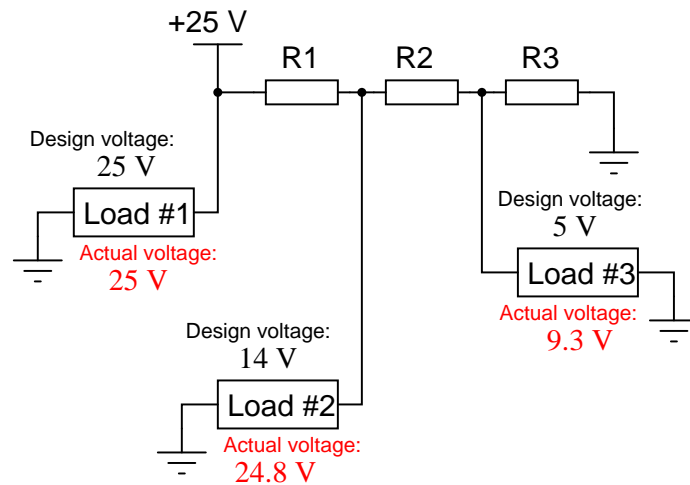 +25 V
R1
R2
R3
Design voltage:
25 V
Load #1
Actual voltage:
25 V
Design voltage:
5 V
Load #3
Actual voltage:
9.3 V
Design voltage:
14 V
Load #2
Actual voltage:
24.8 V